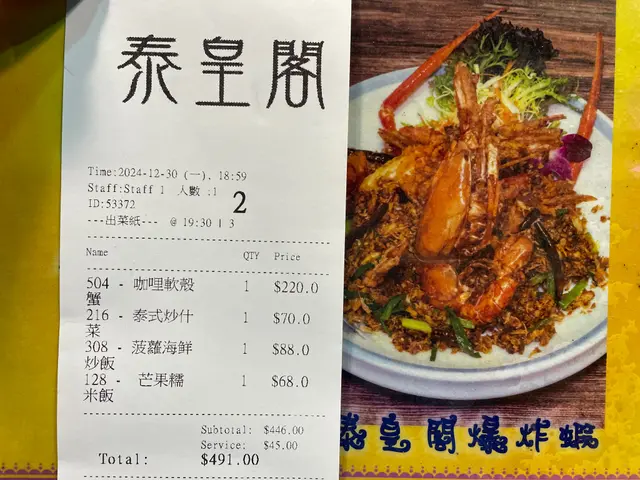 泰皇閣
Time:2024-12-30 (一), 18:59
Staff:Staff 1 人數 :1
2
ID:53372
---出菜紙--- @ 19:30 | 3
Name QTY Price
504 - 咖哩軟殼 1 $220.0
蟹
216 - 泰式炒什 1 $70.0
菜
308 - 菠蘿海鮮 1 $88.0
炒飯
128 - 芒果糯 1 $68.0
米飯
Subtotal: $446.00
Service: $45.00
Total: $491.00
泰皇閣爆炸蝦